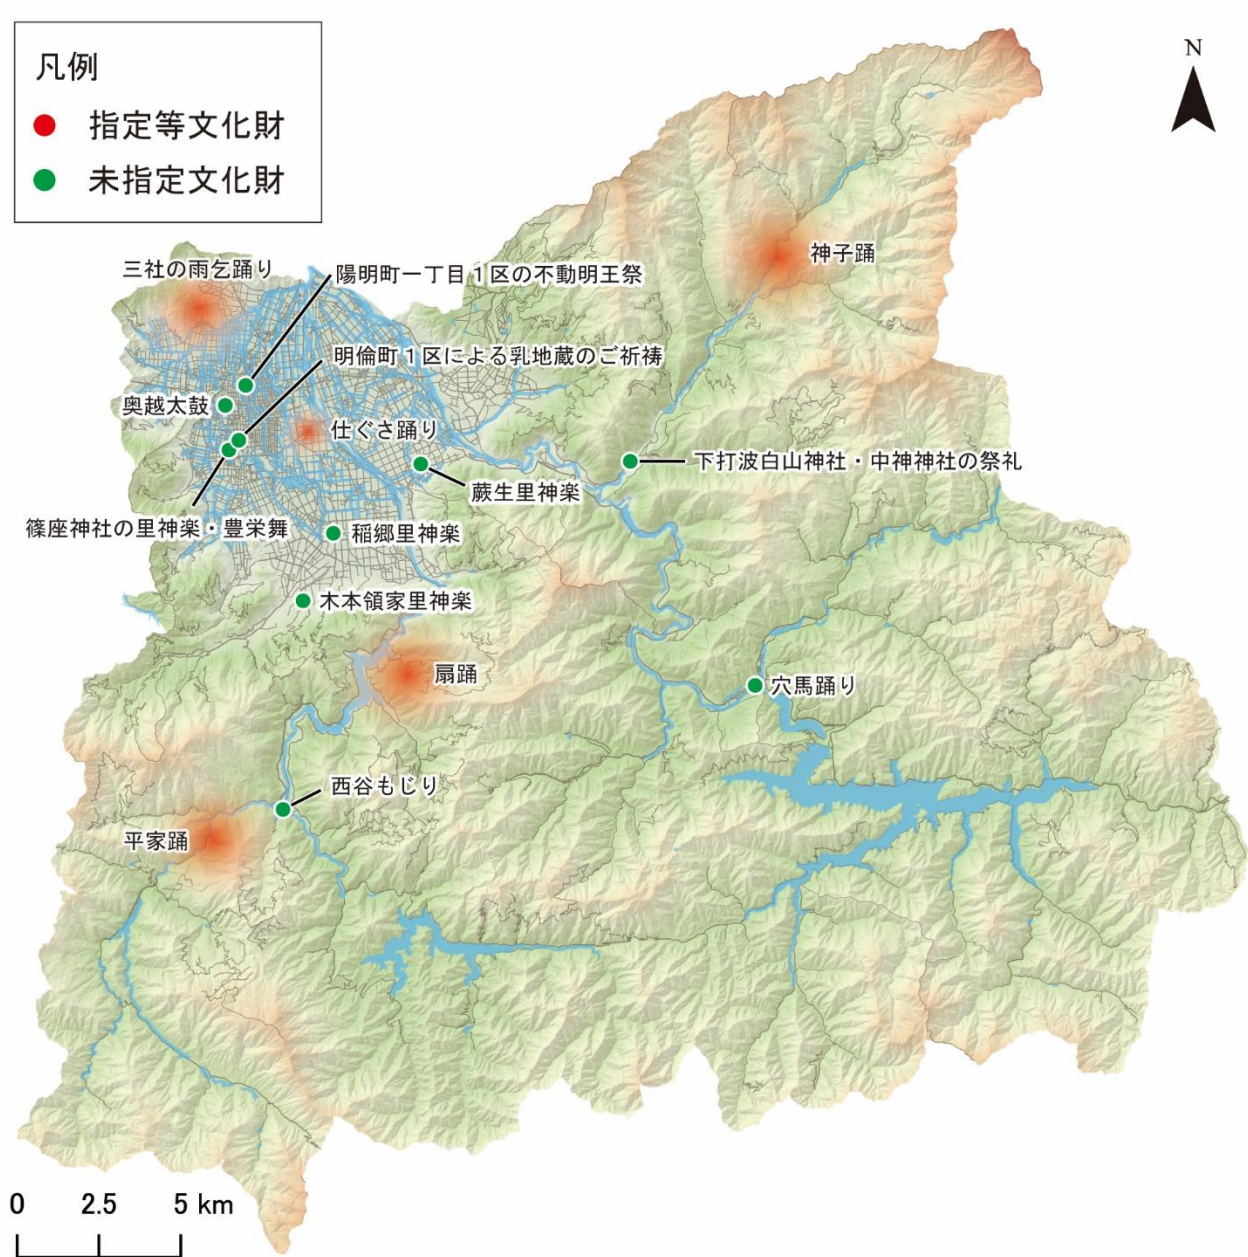 凡例
指定等文化財
未指定文化財
N
神子踊
三社の雨乞踊り
陽明町一丁目1区の不動明王祭
明倫町1区による乳地蔵のご祈祷
奥越太鼓
仕ぐさ踊り
下打波白山神社・中神神社の祭礼
蕨生里神楽
篠座神社の里神楽・豊栄舞
稲郷里神楽
木本領家里神楽
扇踊
穴馬踊り
西谷もじり
平家踊
0 2.5 5 km